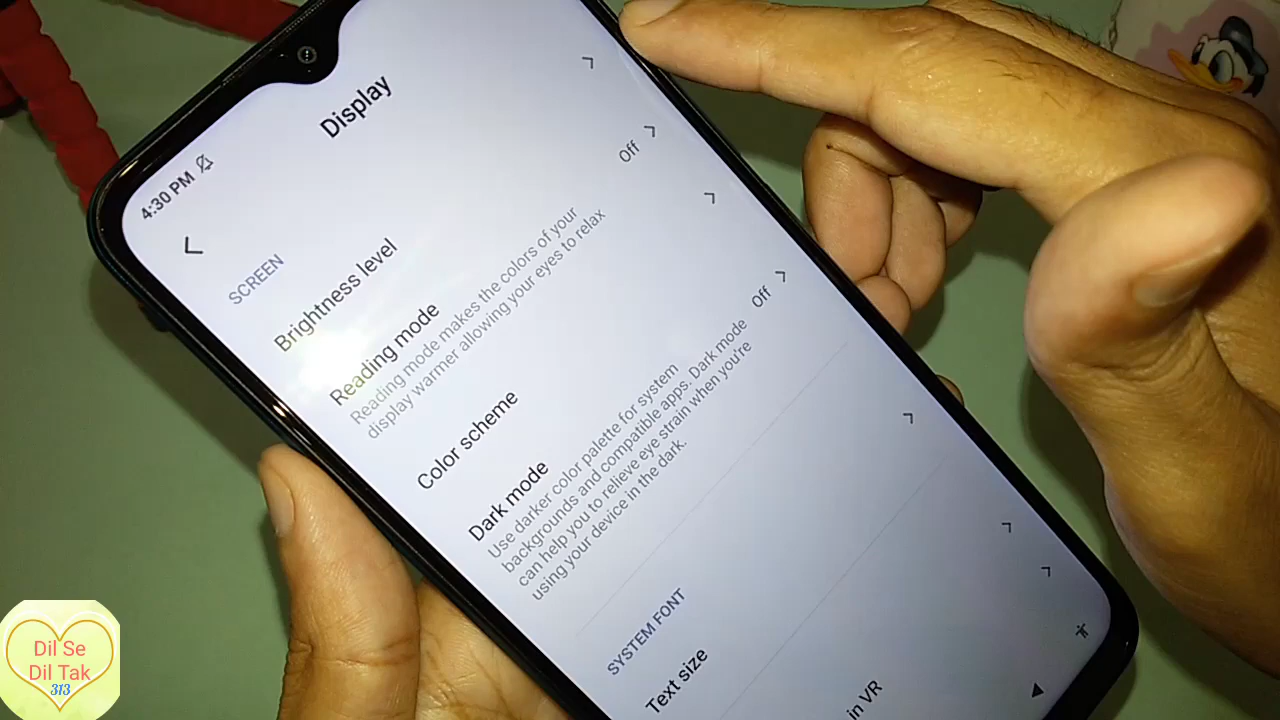 4:30 PM
Display
SCREEN
Brightness level
Reading mode
Off
Reading mode makes the colors of your
display warmer allowing your eyes to relax
Color scheme
Dark mode
Off
Use darker color palette for system
backgrounds and compatible apps. Dark mode
can help you to relieve eye strain when you're
using your device in the dark.
SYSTEM FONT
Text size
in VR
Dil Se
Dil Tak
313